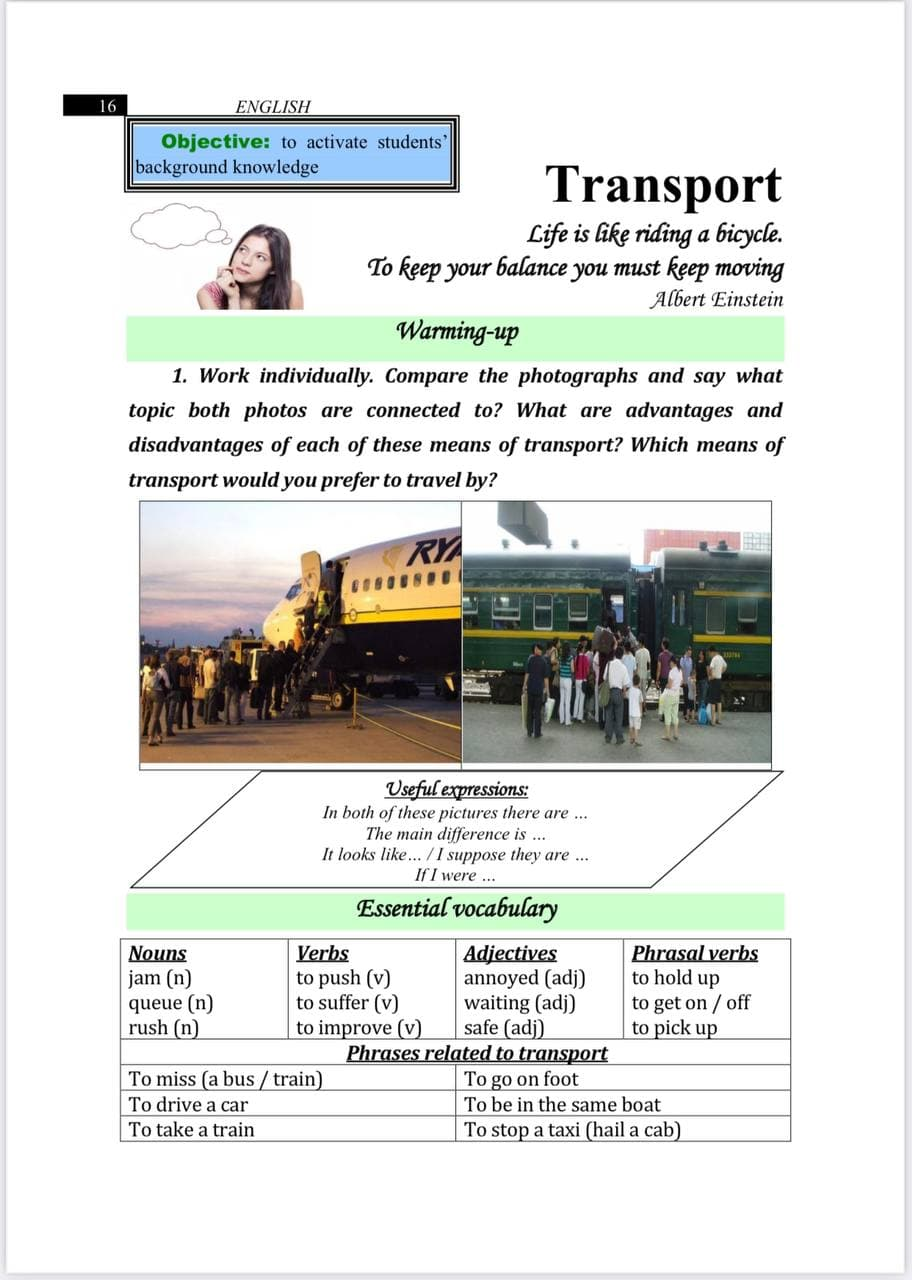 16
ENGLISH
Objective: to activate students’
background knowledge
Transport
Life is like riding a bicycle.
To keep your balance you must keep moving
Albert Einstein
Warming-up
1. Work individually. Compare the photographs and say what
topic both photos are connected to? What are advantages and
disadvantages of each of these means of transport? Which means of
transport would you prefer to travel by?
RYA
Useful expressions:
In both of these pictures there are …
The main difference is …
It looks like… / I suppose they are …
If I were …
Essential vocabulary
Nouns
jam (n)
queue (n)
rush (n)
Verbs
to push (v)
to suffer (v)
to improve (v)
Adjectives
annoyed (adj)
waiting (adj)
safe (adj)
Phrasal verbs
to hold up
to get on / off
to pick up
Phrases related to transport
To miss (a bus / train)
To go on foot
To drive a car
To be in the same boat
To take a train
To stop a taxi (hail a cab)